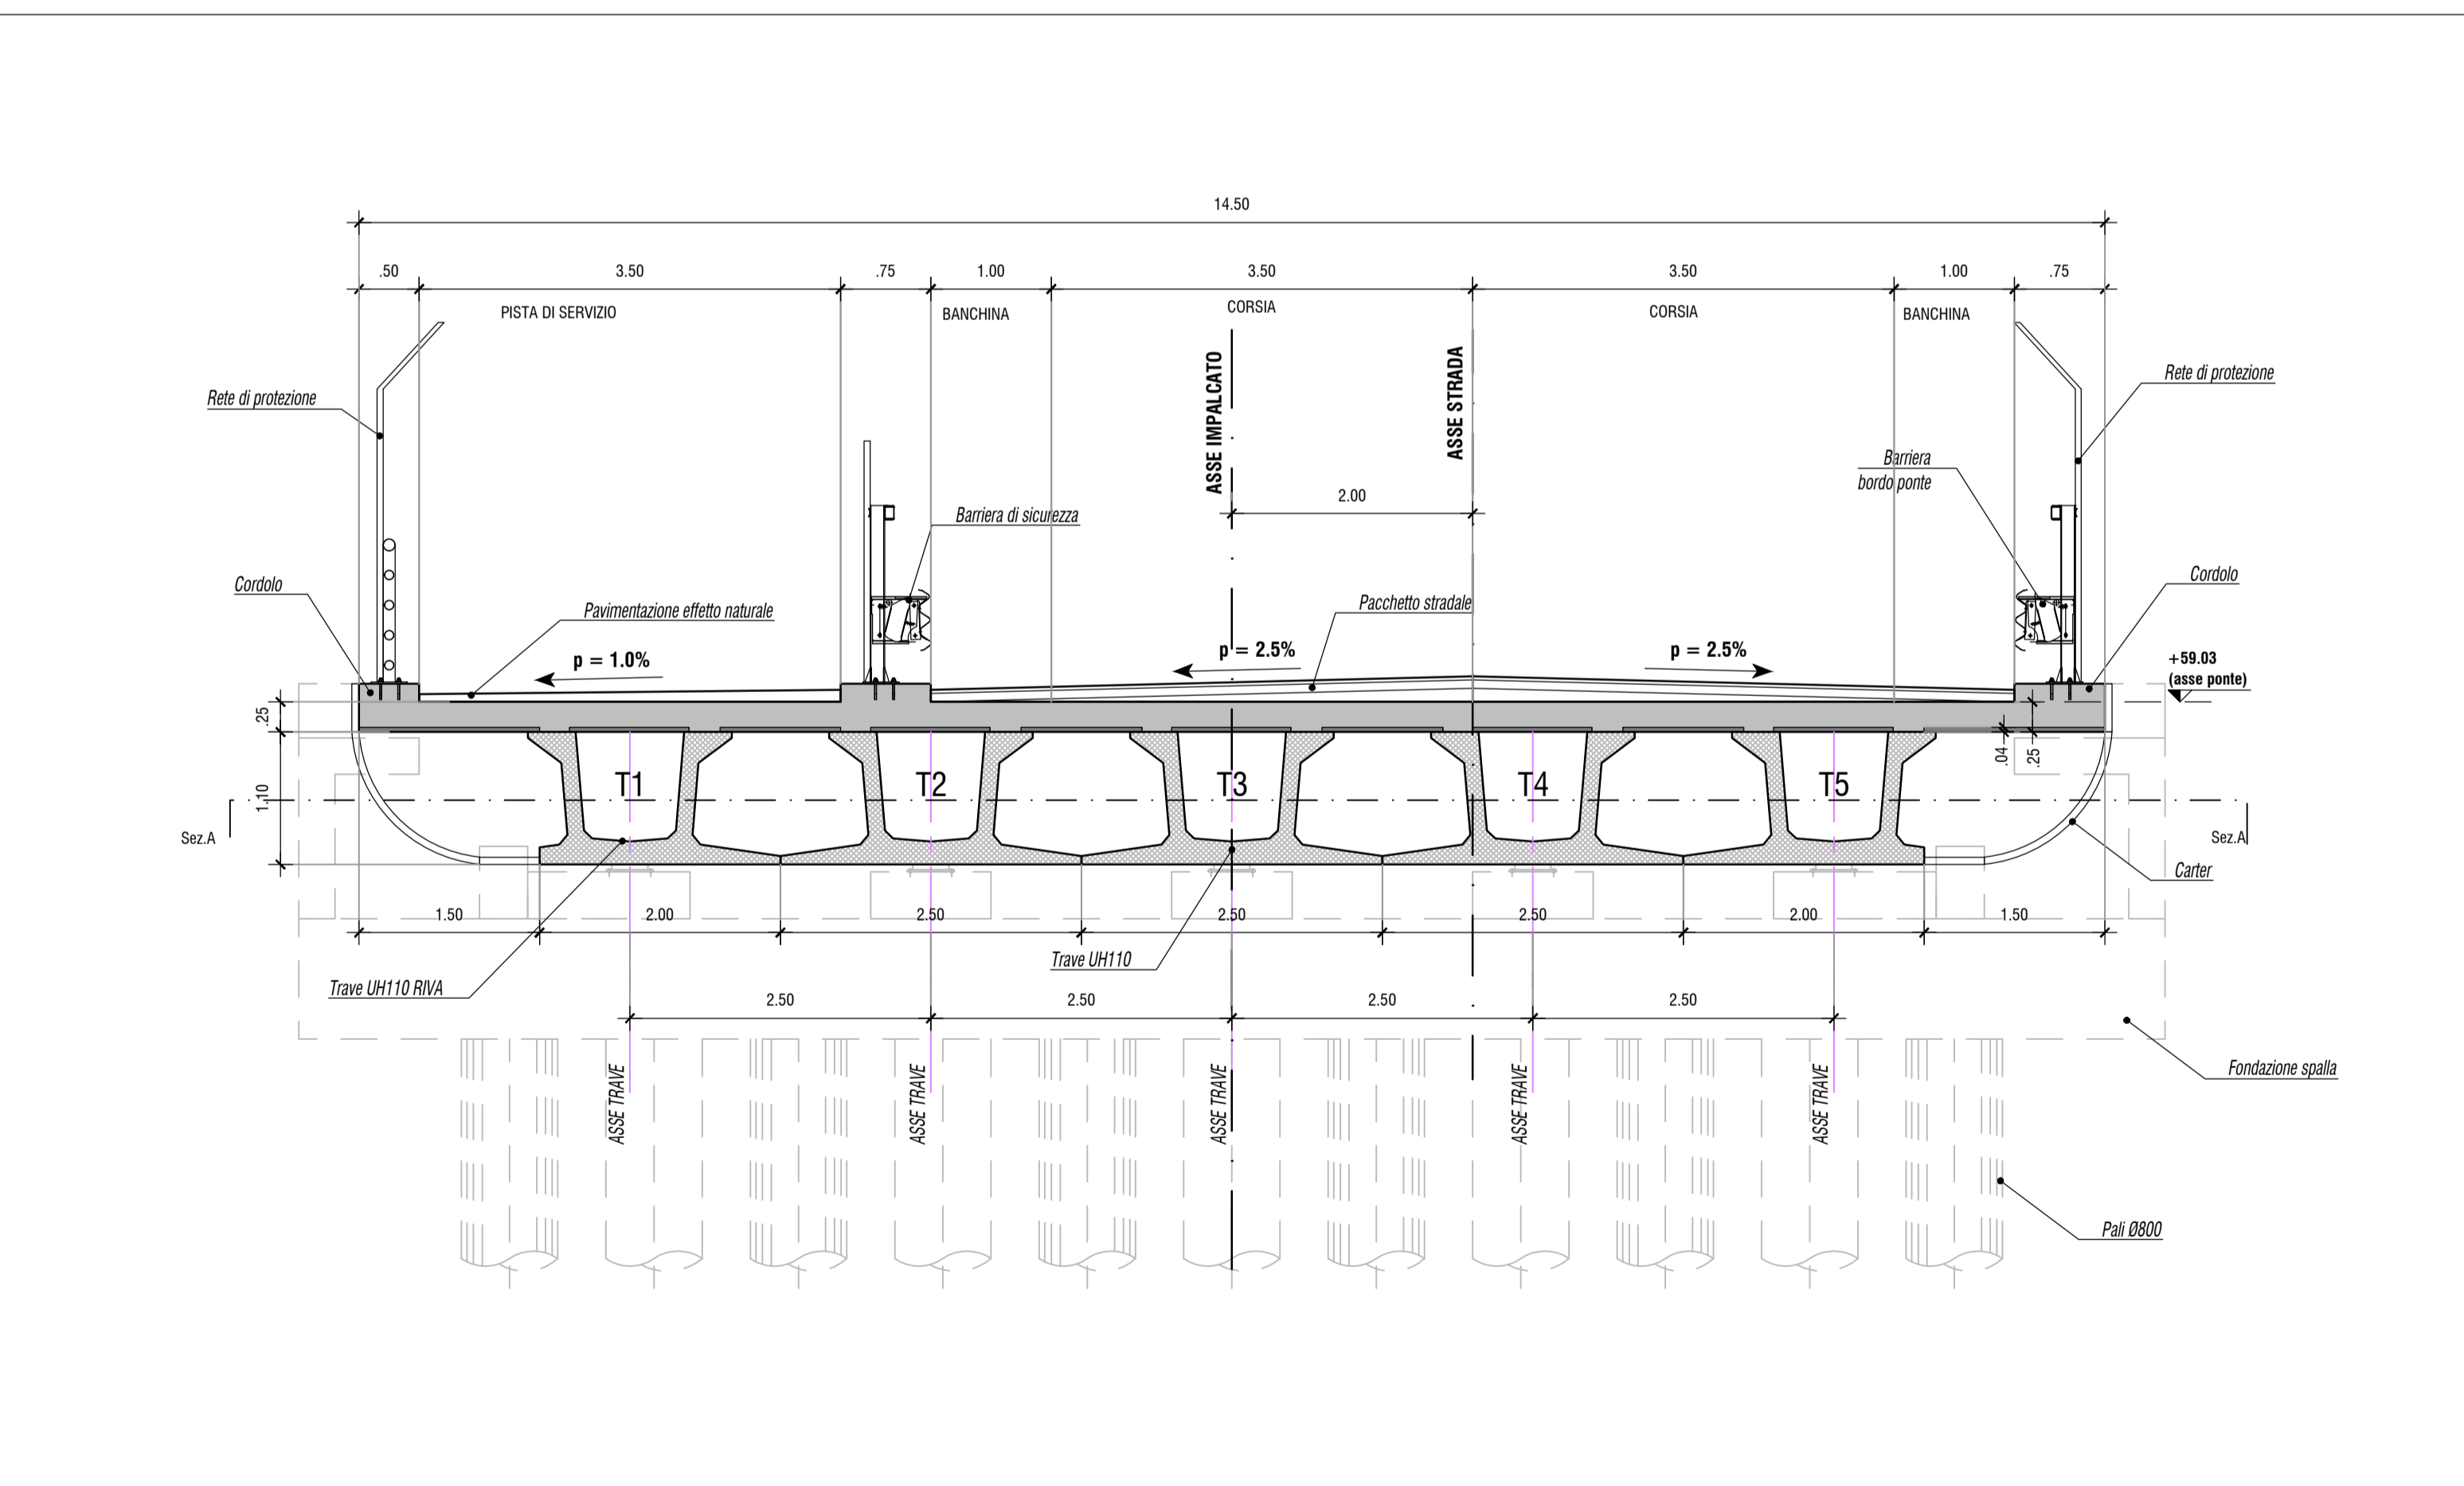 14.50
.50 3.50 .75 1.00 3.50 3.50 1.00 .75
PISTA DI SERVIZIO BANCHINA CORSIA CORSIA BANCHINA
ASSE IMPALCATO
ASSE STRADA
Rete di protezione
Rete di protezione
Barriera
bordo ponte
2.00
Barriera di sicurezza
Cordolo
Cordolo
Pavimentazione effetto naturale
Pacchetto stradale
p = 1.0%
p = 2.5%
p = 2.5%
+59.03
(asse ponte)
.25
1.10
.04
.25
T1 T2 T3 T4 T5
Sez.A
Sez.A
Carter
1.50 2.00 2.50 2.50 2.50 2.00 1.50
Trave UH110
Trave UH110 RIVA
2.50 2.50 2.50 2.50
ASSE TRAVE
ASSE TRAVE
ASSE TRAVE
ASSE TRAVE
ASSE TRAVE
Fondazione spalla
Pali Ø800